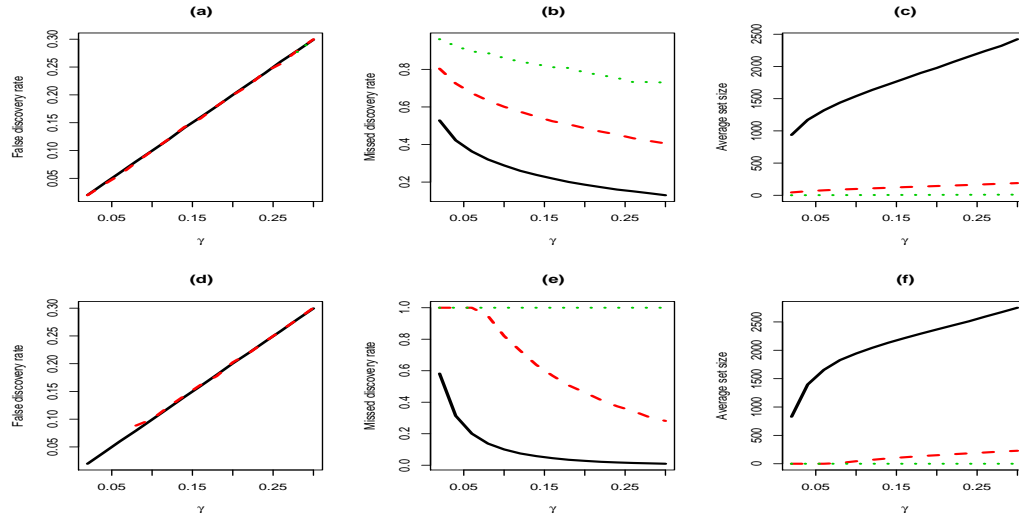 (a)
False discovery rate
0.05 0.10 0.15 0.20 0.25 0.30
0.05 0.15 0.25
γ
(b)
Missed discovery rate
0.2 0.4 0.6 0.8
0.05 0.15 0.25
γ
(c)
Average set size
0 500 1000 1500 2000 2500
0.05 0.15 0.25
γ
(d)
False discovery rate
0.05 0.10 0.15 0.20 0.25 0.30
0.05 0.15 0.25
γ
(e)
Missed discovery rate
0.0 0.2 0.4 0.6 0.8 1.0
0.05 0.15 0.25
γ
(f)
Average set size
0 500 1000 1500 2000 2500
0.05 0.15 0.25
γ